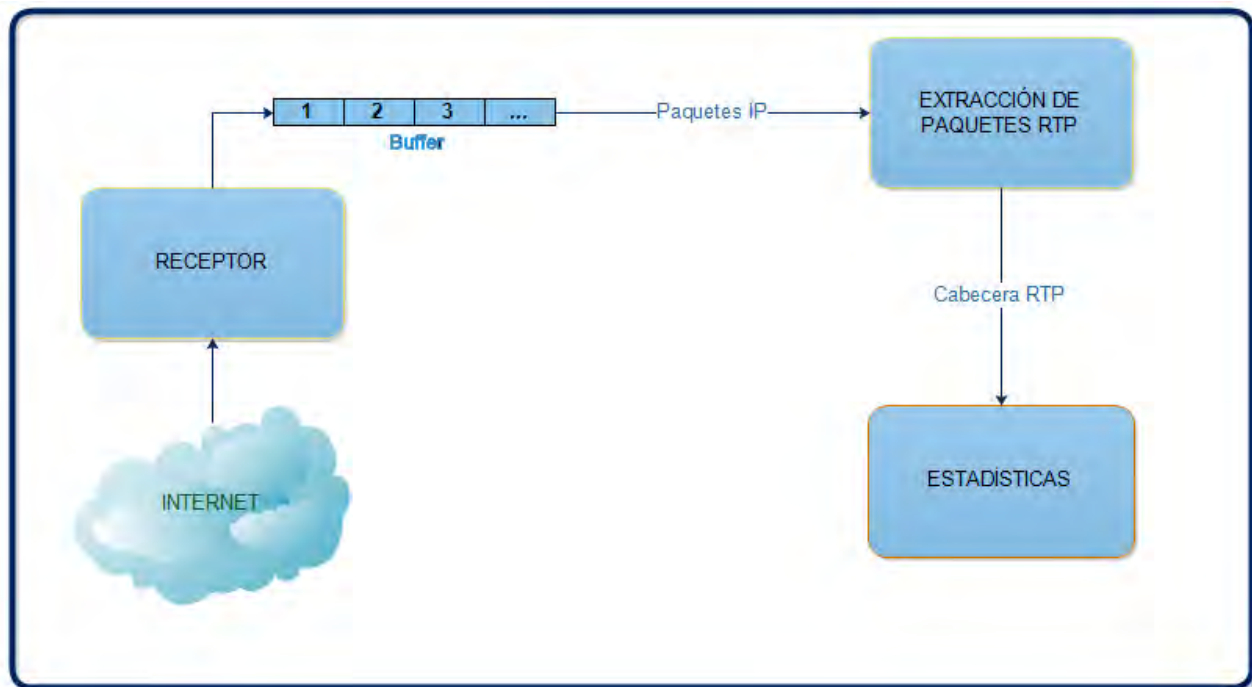 1 2 3 ...
Buffer
Paquetes IP
EXTRACCIÓN DE
PAQUETES RTP
RECEPTOR
Cabecera RTP
INTERNET
ESTADÍSTICAS